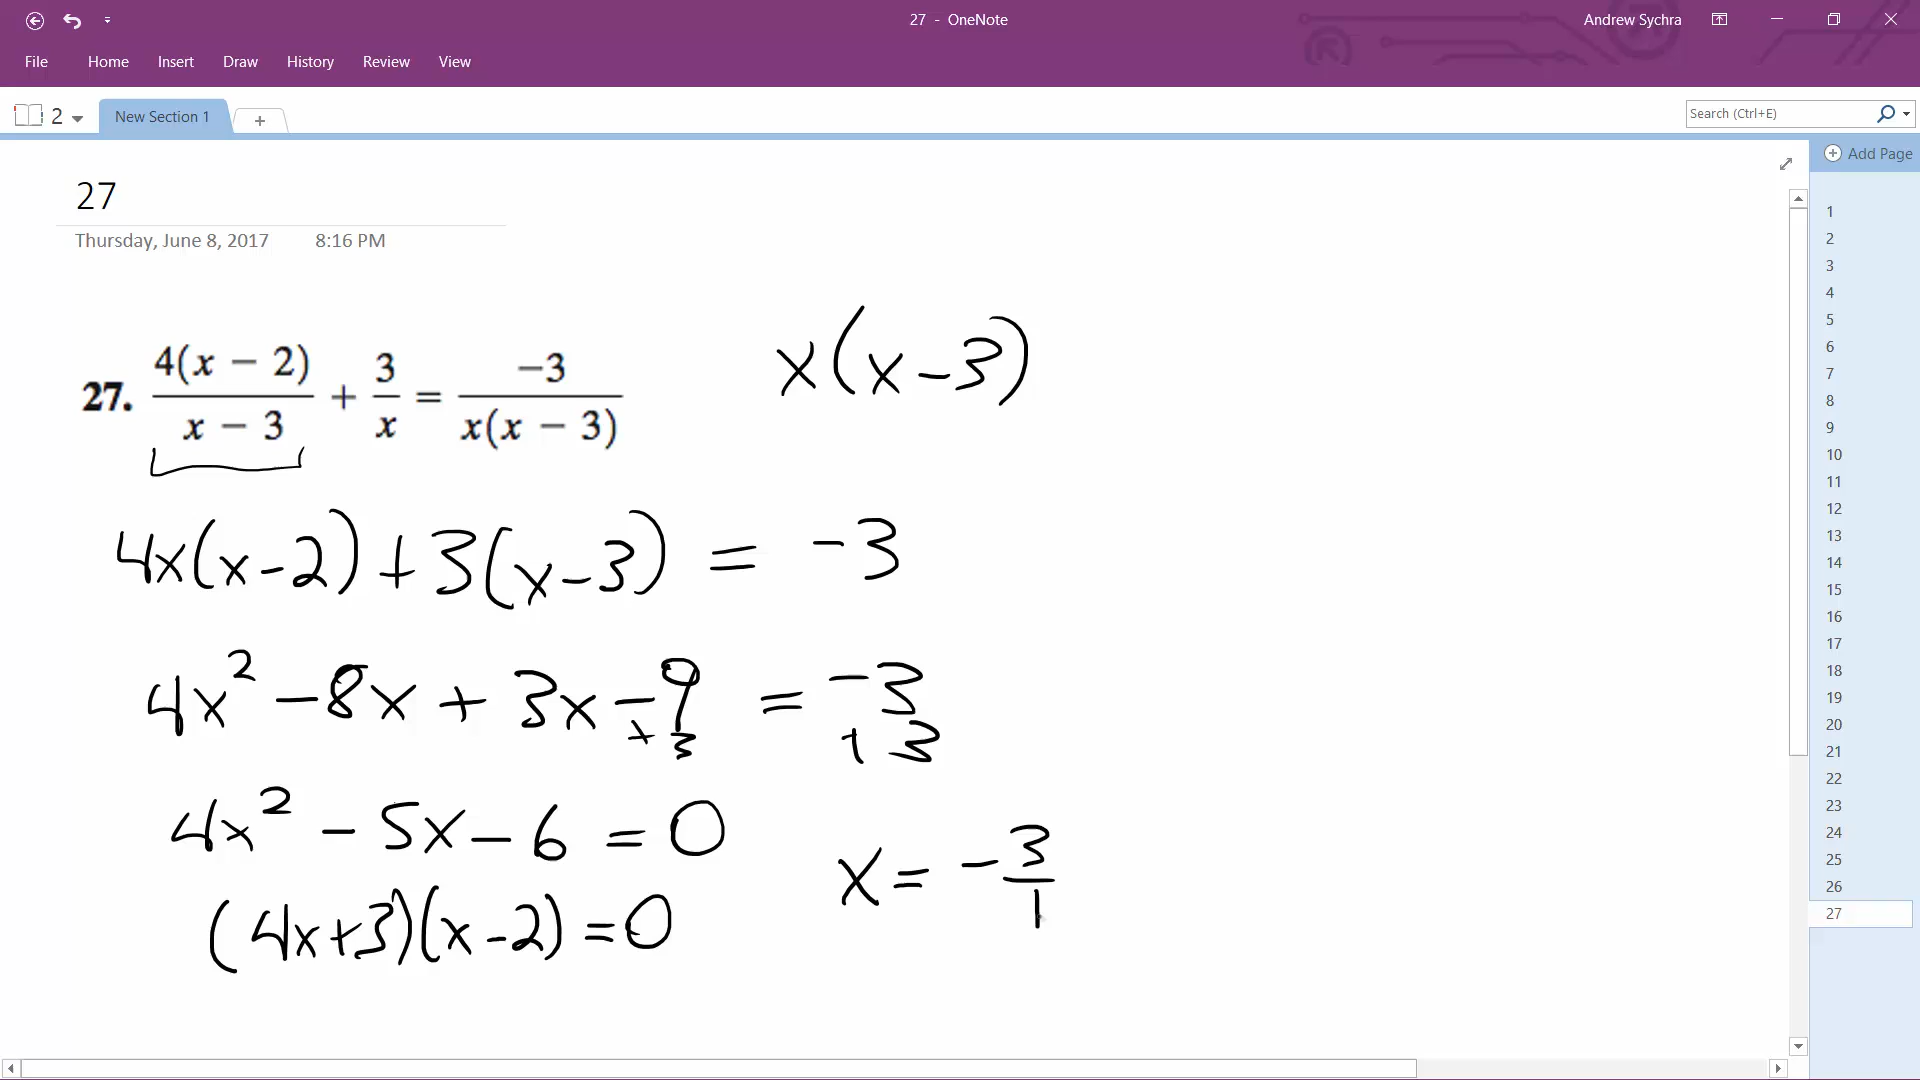 27 - OneNote
Andrew Sychra
File Home Insert Draw History Review View
2 New Section 1 +
Search (Ctrl+E)
Add Page
27
Thursday, June 8, 2017 8:16 PM
27. 4(x − 2)/(x − 3) + 3/x = −3/(x(x − 3))
x(x-3)
4x(x-2)+3(x-3) = -3
4x² -8x + 3x -9 = -3
+3 +3
4x² - 5x - 6 = 0
(4x+3)(x-2) =0
x = -3/1
1
2
3
4
5
6
7
8
9
10
11
12
13
14
15
16
17
18
19
20
21
22
23
24
25
26
27